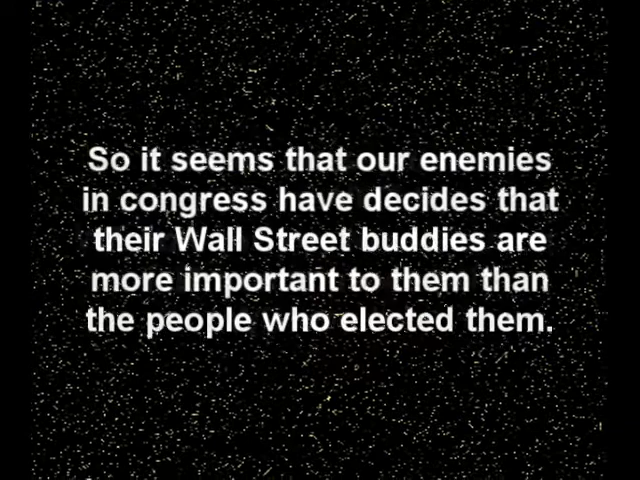 So it seems that our enemies
in congress have decides that
their Wall Street buddies are
more important to them than
the people who elected them.